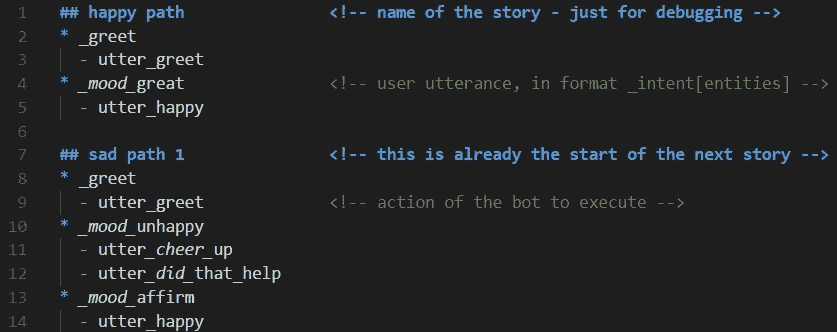 1 ## happy path <!-- name of the story - just for debugging -->
2 * _greet
3 - utter_greet
4 * _mood_great <!-- user utterance, in format _intent[entities] -->
5 - utter_happy
6
7 ## sad path 1 <!-- this is already the start of the next story -->
8 * _greet
9 - utter_greet <!-- action of the bot to execute -->
10 * _mood_unhappy
11 - utter_cheer_up
12 - utter_did_that_help
13 * _mood_affirm
14 - utter_happy